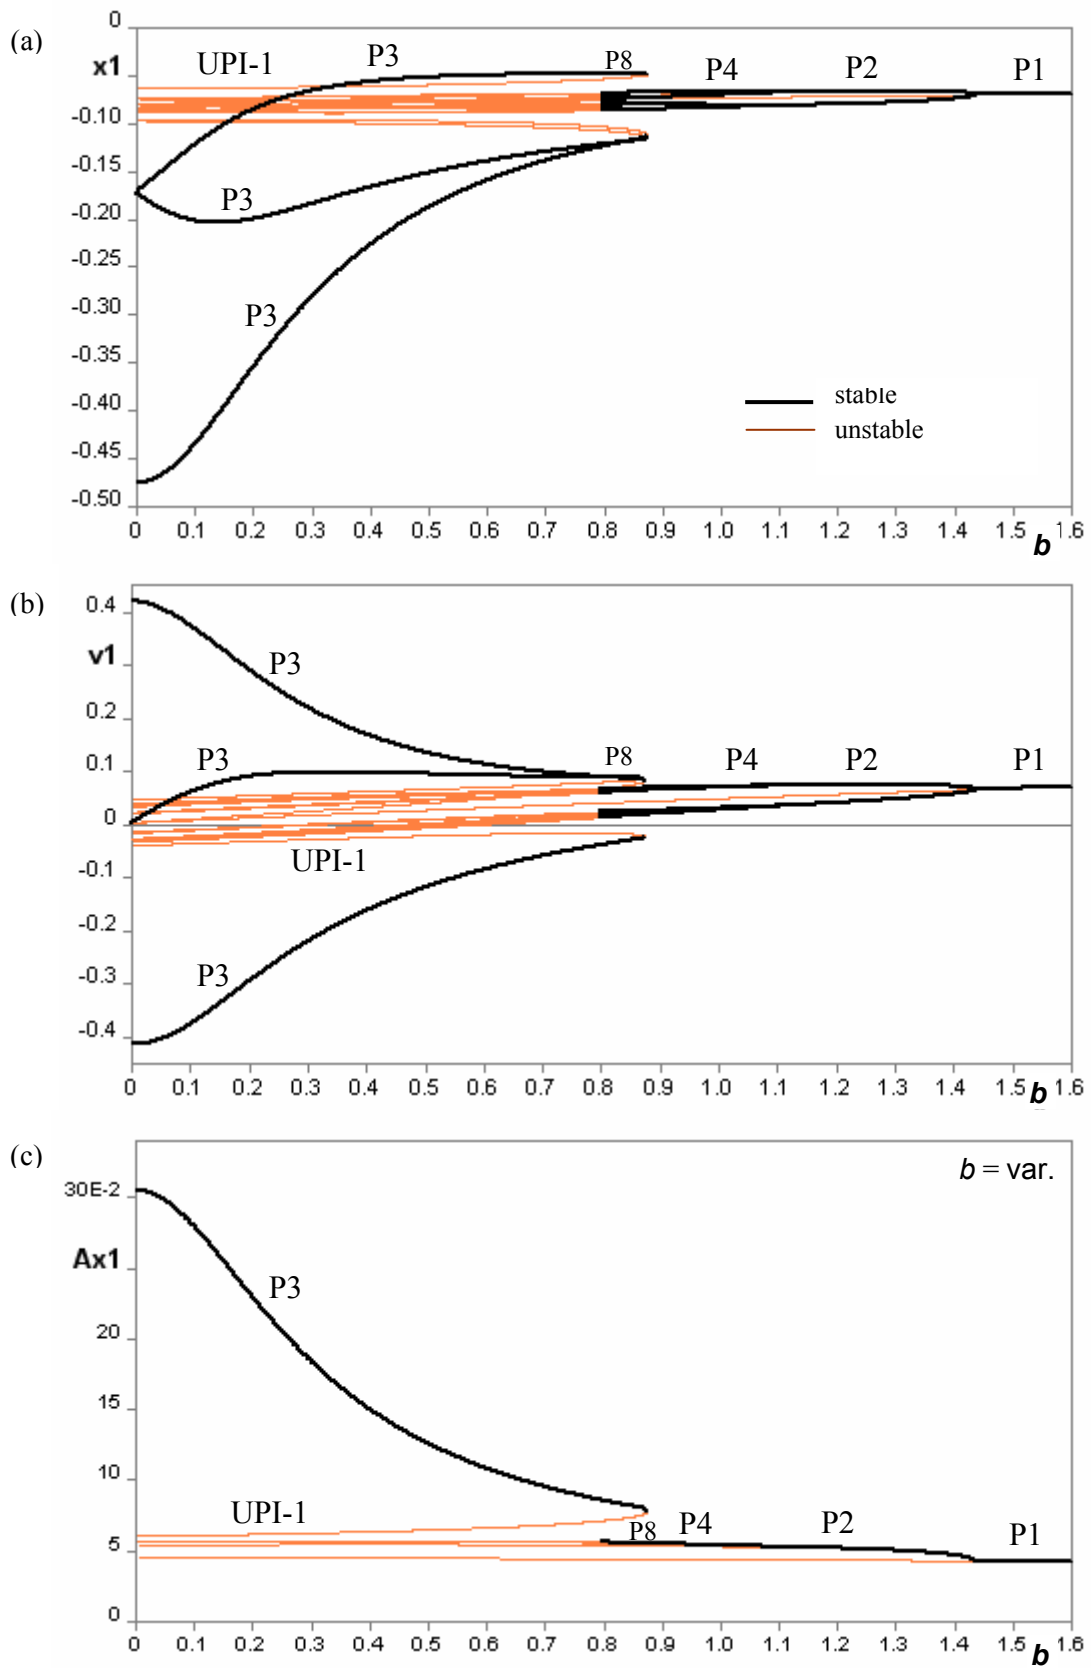 (a)
0
x1
-0.10
-0.15
-0.20
-0.25
-0.30
-0.35
-0.40
-0.45
-0.50
UPI-1
P3
P8
P4
P2
P1
P3
P3
stable
unstable
0 0.1 0.2 0.3 0.4 0.5 0.6 0.7 0.8 0.9 1.0 1.1 1.2 1.3 1.4 1.5 1.6
b
(b)
0.4
v1
0.2
0.1
0
-0.1
-0.2
-0.3
-0.4
P3
P3
P8
P4
P2
P1
UPI-1
P3
0 0.1 0.2 0.3 0.4 0.5 0.6 0.7 0.8 0.9 1.0 1.1 1.2 1.3 1.4 1.5 1.6
b
(c)
b = var.
30E-2
Ax1
20
15
10
5
0
P3
UPI-1
P8
P4
P2
P1
0 0.1 0.2 0.3 0.4 0.5 0.6 0.7 0.8 0.9 1.0 1.1 1.2 1.3 1.4 1.5 1.6
b